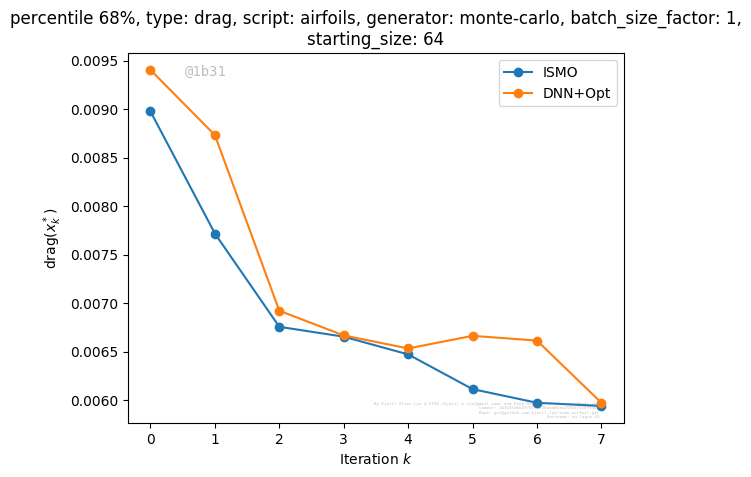 percentile 68%, type: drag, script: airfoils, generator: monte-carlo, batch_size_factor: 1,
starting_size: 64
@1b31
ISMO
DNN+Opt
0.0095
0.0090
0.0085
0.0080
0.0075
0.0070
0.0065
0.0060
drag(x*k)
0 1 2 3 4 5 6 7
Iteration k